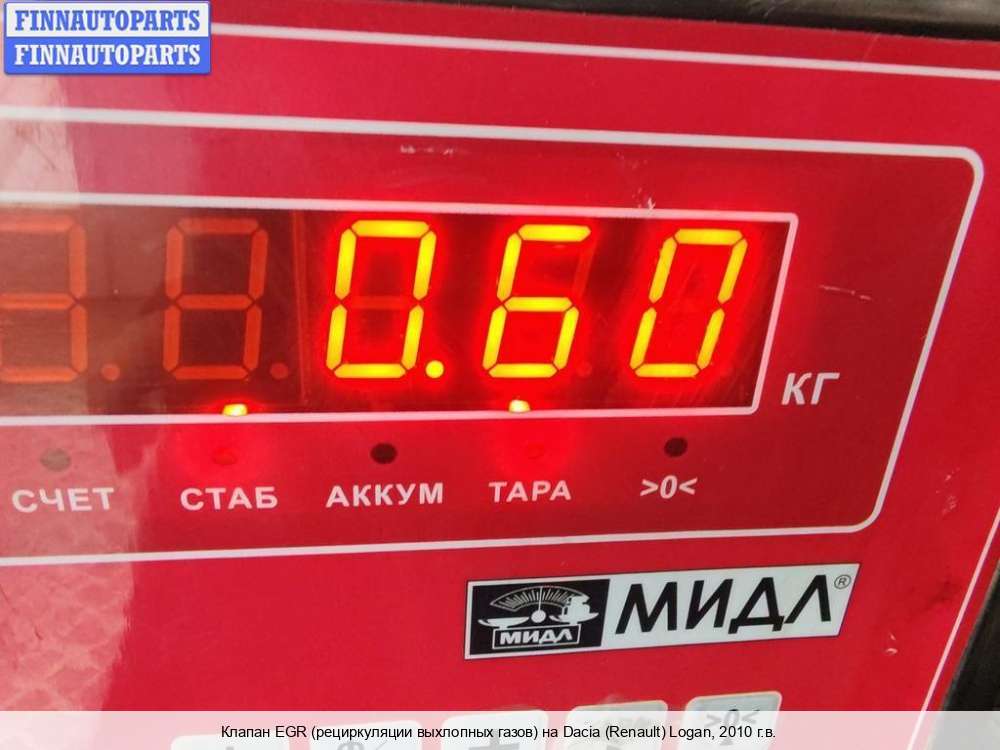 FINNAUTOPARTS
FINNAUTOPARTS
0.60
КГ
СЧЕТ СТАБ АККУМ ТАРА >0<
МИДЛ МИДЛ®
>0<
Клапан EGR (рециркуляции выхлопных газов) на Dacia (Renault) Logan, 2010 г.в.